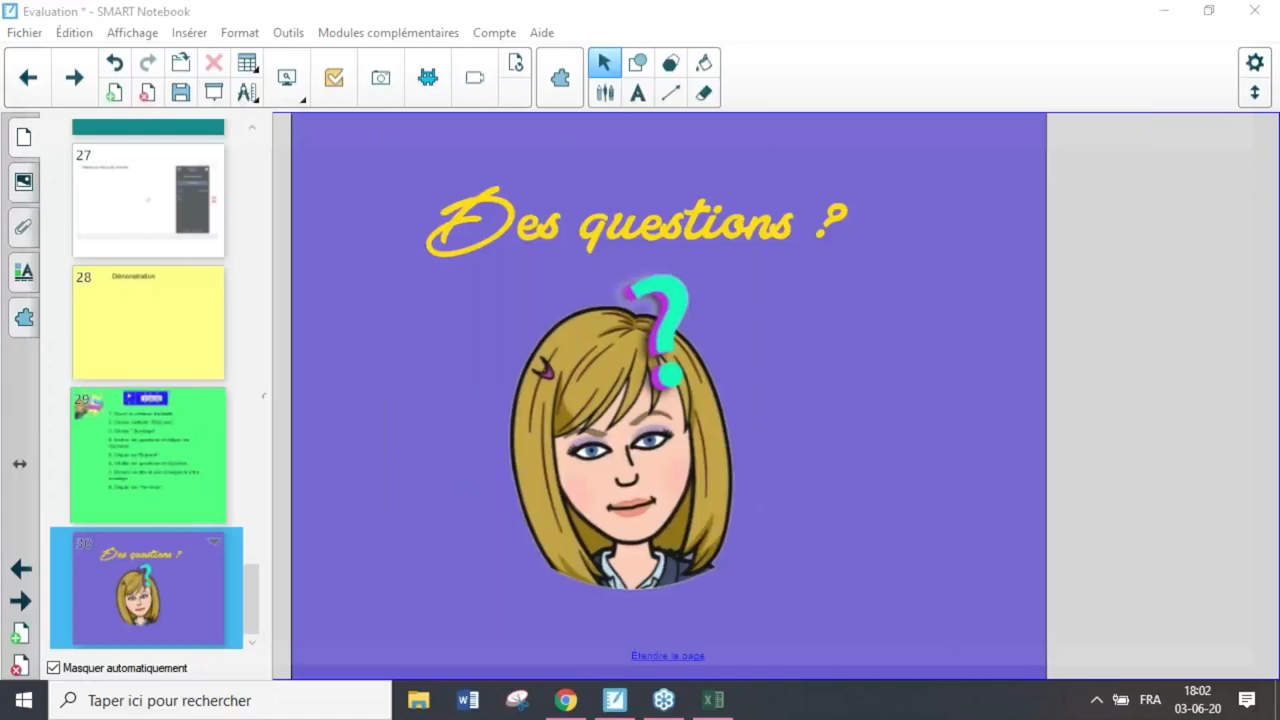 Evaluation * - SMART Notebook
Fichier Édition Affichage Insérer Format Outils Modules complémentaires Compte Aide
27
28 Démonstration
29
30
Des questions ?
Masquer automatiquement
Des questions ?
?
Étendre la page
Taper ici pour rechercher
FRA
18:02
03-06-20